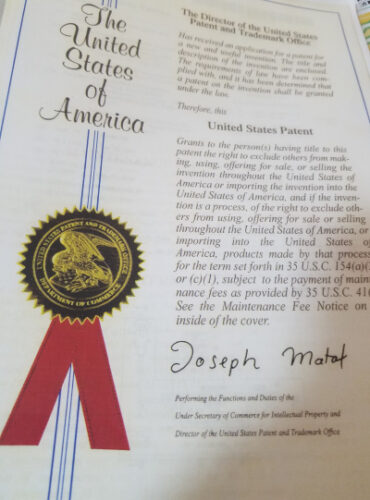 The
United
States
of
America
The Director of the United States
Patent and Trademark Office
Has received an application for a patent for
a new and useful invention. The title and
description of the invention are enclosed.
The requirements of law have been com-
plied with, and it has been determined that
a patent on the invention shall be granted
under the law.
Therefore, this
United States Patent
Grants to the person(s) having title to this
patent the right to exclude others from mak-
ing, using, offering for sale, or selling the
invention throughout the United States of
America or importing the invention into the
United States of America, and if the inven-
tion is a process, of the right to exclude oth-
ers from using, offering for sale or selling
throughout the United States of America, or
importing into the United States of
America, products made by that process
for the term set forth in 35 U.S.C. 154(a)(
or (c)(1), subject to the payment of main
nance fees as provided by 35 U.S.C. 41(
See the Maintenance Fee Notice on
inside of the cover.
UNITED STATES PATENT AND TRADEMARK OFFICE
DEPARTMENT OF COMMERCE
Joseph Matal
Performing the Functions and Duties of the
Under Secretary of Commerce for Intellectual Property and
Director of the United States Patent and Trademark Office